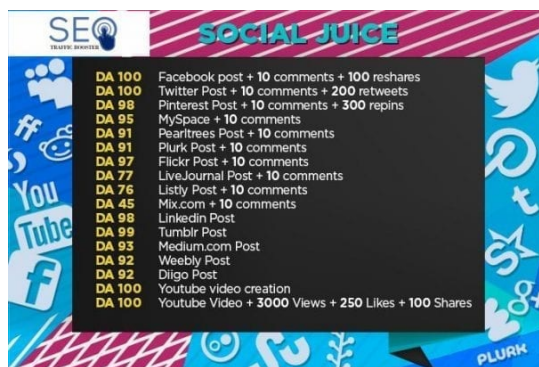 SEO
TRAFFIC BOOSTER
SOCIAL JUICE
DA 100 Facebook post + 10 comments + 100 reshares
DA 100 Twitter Post + 10 comments + 200 retweets
DA 98 Pinterest Post + 10 comments + 300 repins
DA 95 MySpace + 10 comments
DA 91 Pearltrees Post + 10 comments
DA 91 Plurk Post + 10 comments
DA 97 Flickr Post + 10 comments
DA 77 LiveJournal Post + 10 comments
DA 76 Listly Post + 10 comments
DA 45 Mix.com + 10 comments
DA 98 Linkedin Post
DA 99 Tumblr Post
DA 93 Medium.com Post
DA 92 Weebly Post
DA 92 Diigo Post
DA 100 Youtube video creation
DA 100 Youtube Video + 3000 Views + 250 Likes + 100 Shares
ff
You
Tube
f
t
g
PLURK